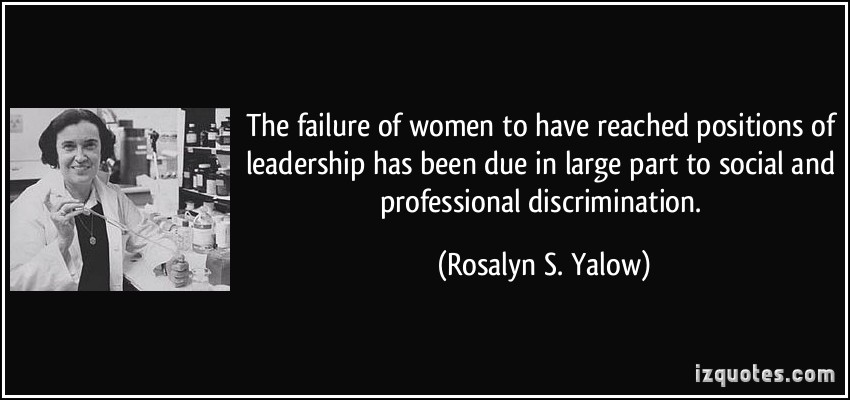 The failure of women to have reached positions of
leadership has been due in large part to social and
professional discrimination.
(Rosalyn S. Yalow)
izquotes.com